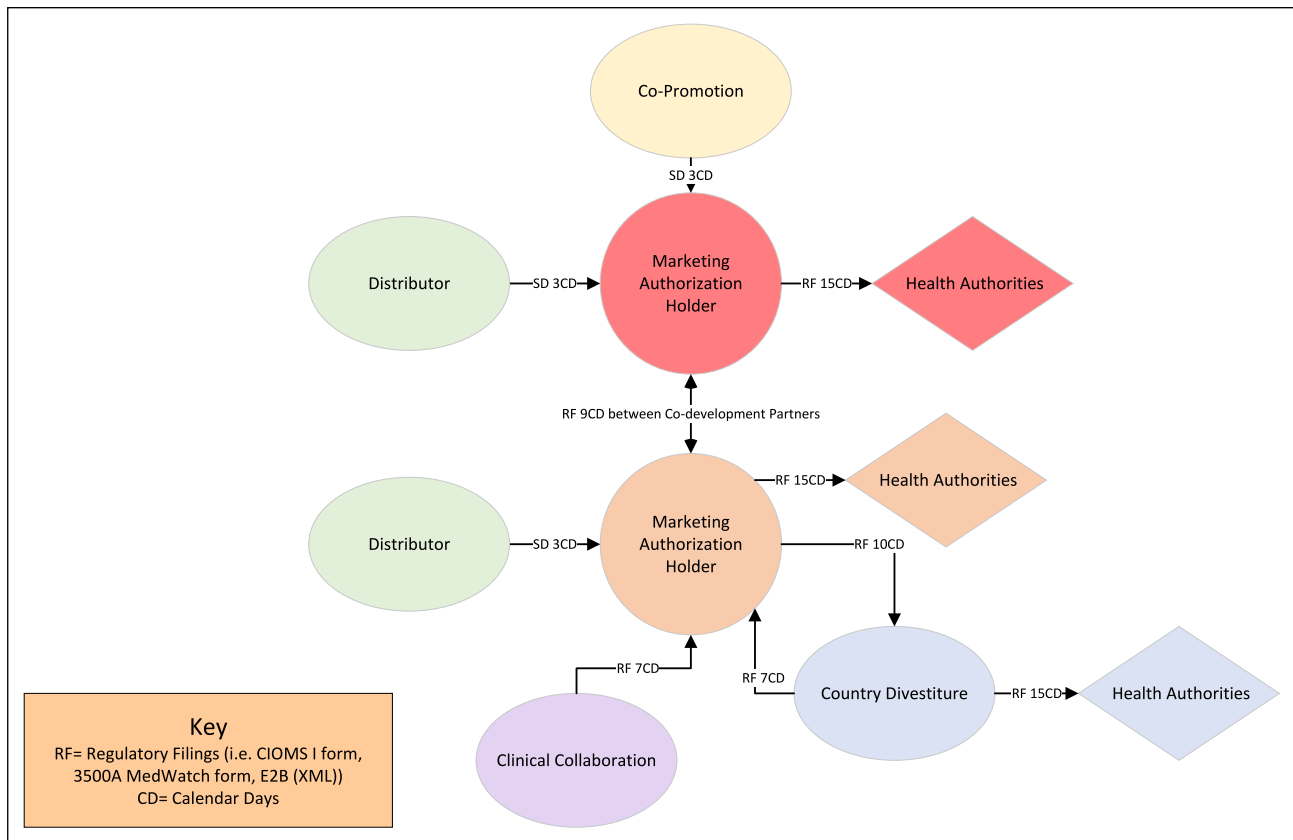 Co-Promotion
SD 3CD
Distributor
SD 3CD
Marketing
Authorization
Holder
RF 15CD
Health Authorities
RF 9CD between Co-development Partners
Distributor
SD 3CD
Marketing
Authorization
Holder
RF 15CD
Health Authorities
RF 10CD
RF 7CD
RF 7CD
Country Divestiture
RF 15CD
Health Authorities
Clinical Collaboration
Key
RF= Regulatory Filings (i.e. CIOMS I form,
3500A MedWatch form, E2B (XML))
CD= Calendar Days